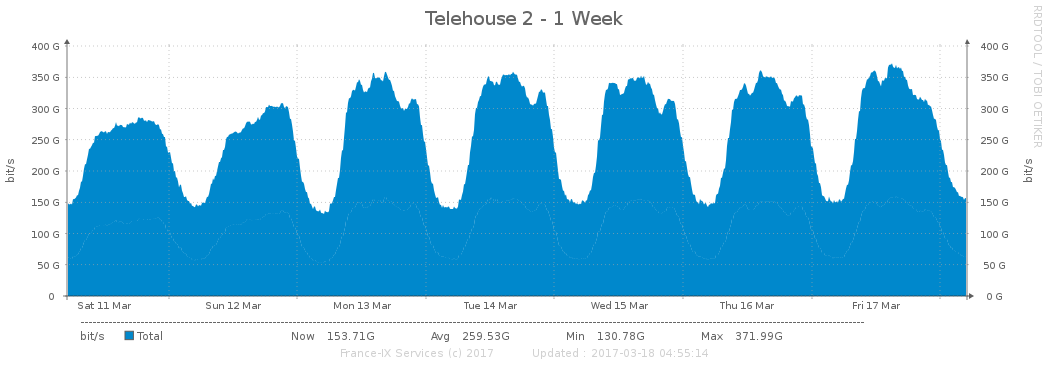 Telehouse 2 - 1 Week
RRDTOOL / TOBI OETIKER
400 G 400 G
350 G 350 G
300 G 300 G
250 G 250 G
200 G 200 G
150 G 150 G
100 G 100 G
50 G 50 G
0 0 G
bit/s bit/s
Sat 11 Mar Sun 12 Mar Mon 13 Mar Tue 14 Mar Wed 15 Mar Thu 16 Mar Fri 17 Mar
bit/s Total Now 153.71G Avg 259.53G Min 130.78G Max 371.99G
France-IX Services (c) 2017 Updated : 2017-03-18 04:55:14